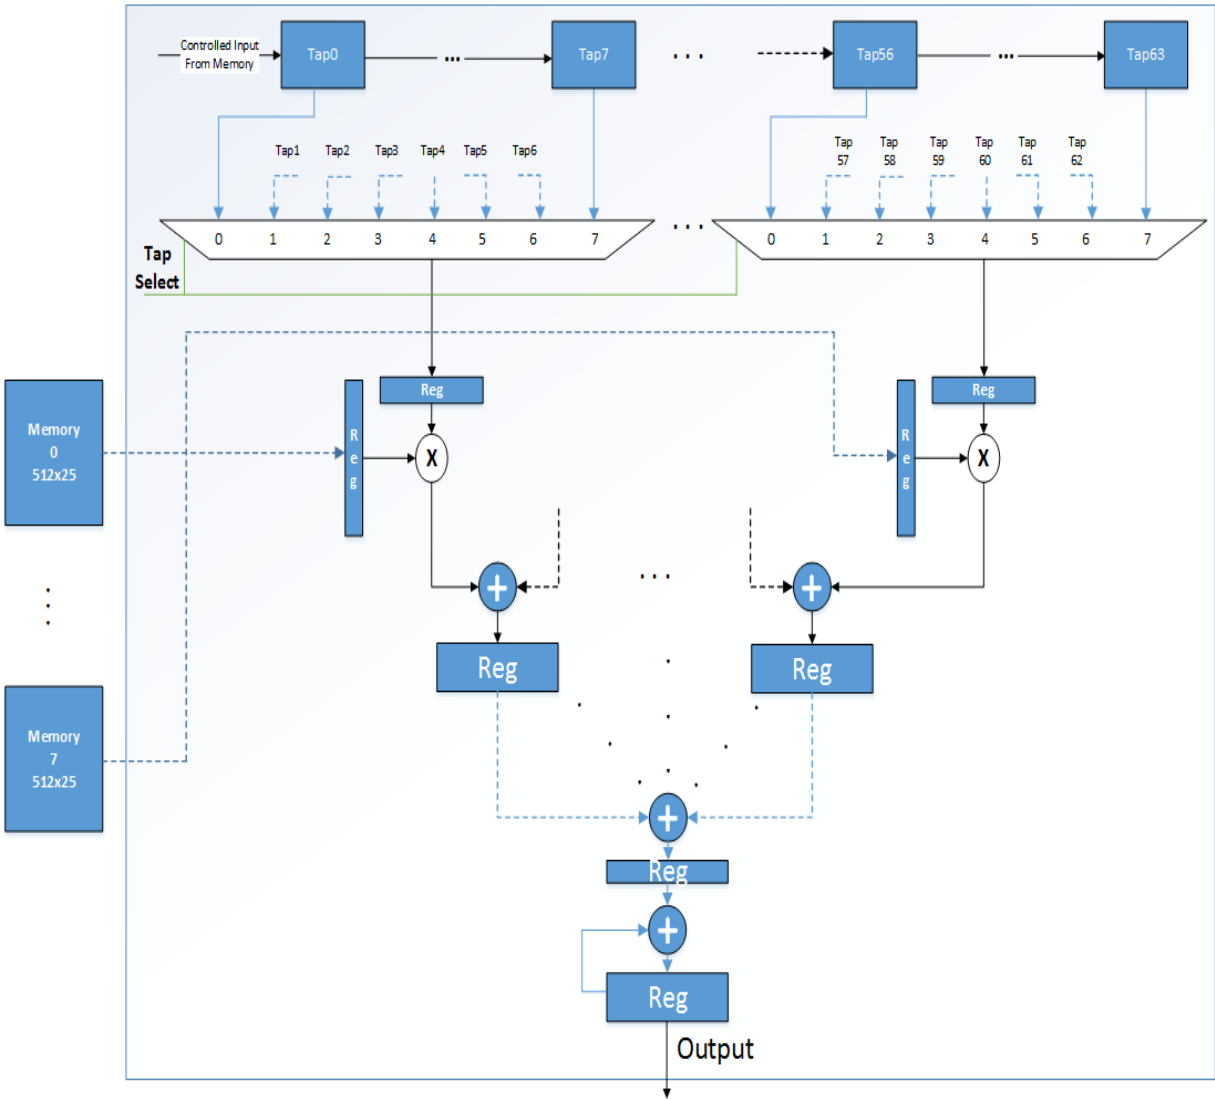 Controlled Input
From Memory
Tap0
...
Tap7
. . .
Tap56
...
Tap63
Tap1
Tap2
Tap3
Tap4
Tap5
Tap6
Tap
57
Tap
58
Tap
59
Tap
60
Tap
61
Tap
62
0 1 2 3 4 5 6 7
. . .
0 1 2 3 4 5 6 7
Tap
Select
Reg
Reg
Memory
0
512x25
R
e
g
X
R
e
g
X
+
. . .
+
Reg
Reg
Memory
7
512x25
+
Reg
+
Reg
Output